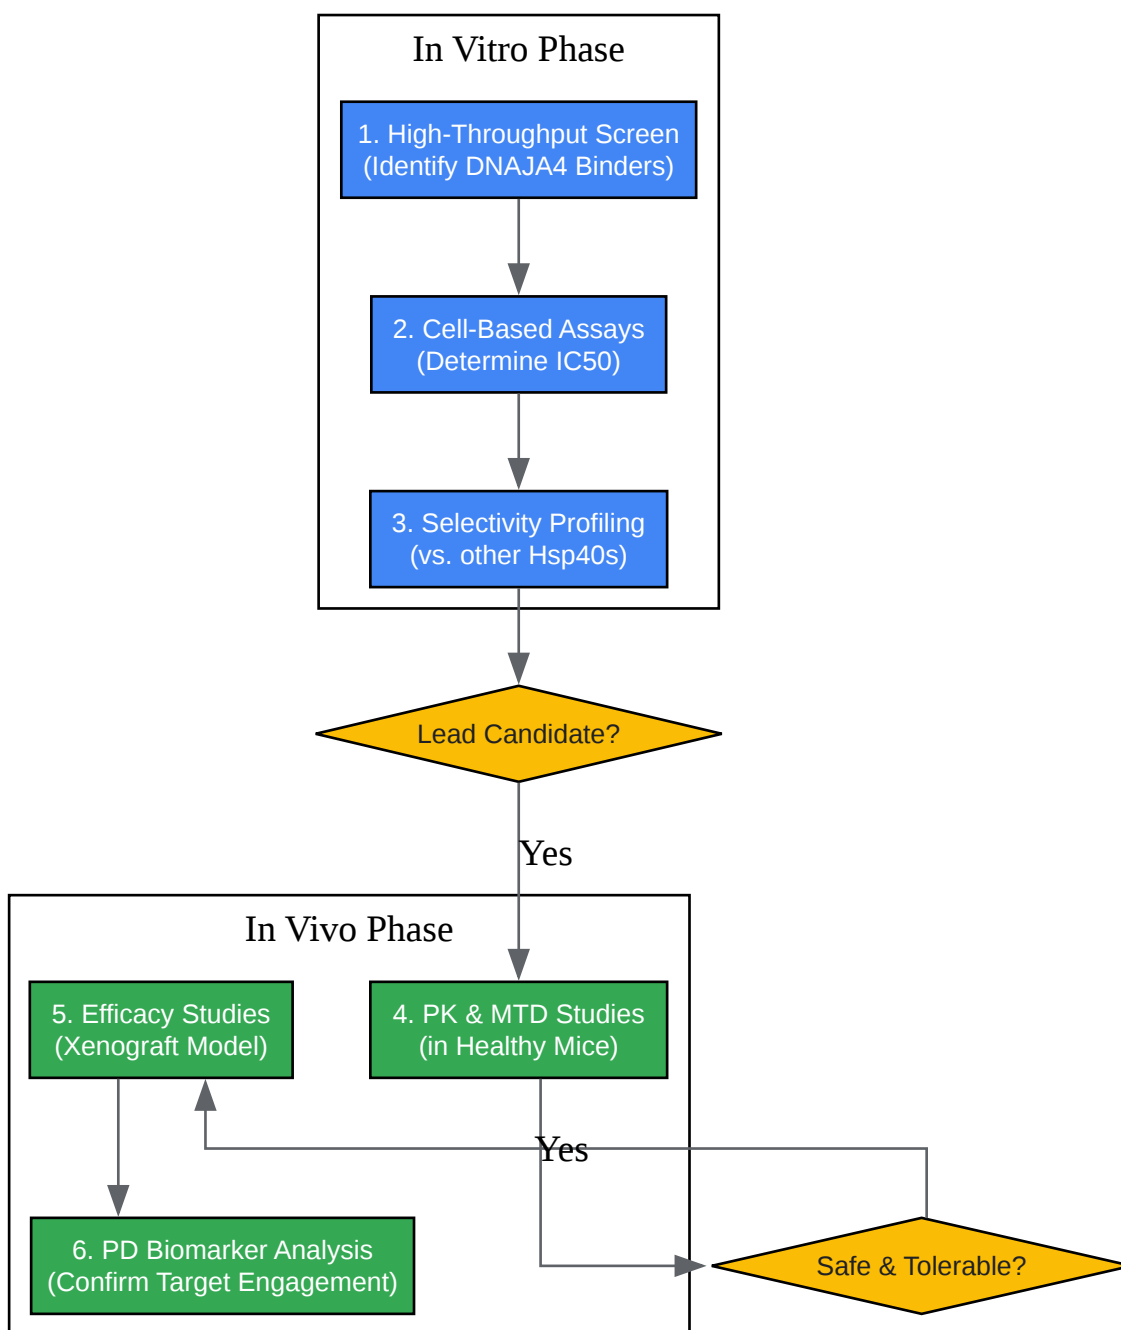 In Vitro Phase
1. High-Throughput Screen
(Identify DNAJA4 Binders)
2. Cell-Based Assays
(Determine IC50)
3. Selectivity Profiling
(vs. other Hsp40s)
Lead Candidate?
Yes
In Vivo Phase
4. PK & MTD Studies
(in Healthy Mice)
Yes
Safe & Tolerable?
5. Efficacy Studies
(Xenograft Model)
6. PD Biomarker Analysis
(Confirm Target Engagement)